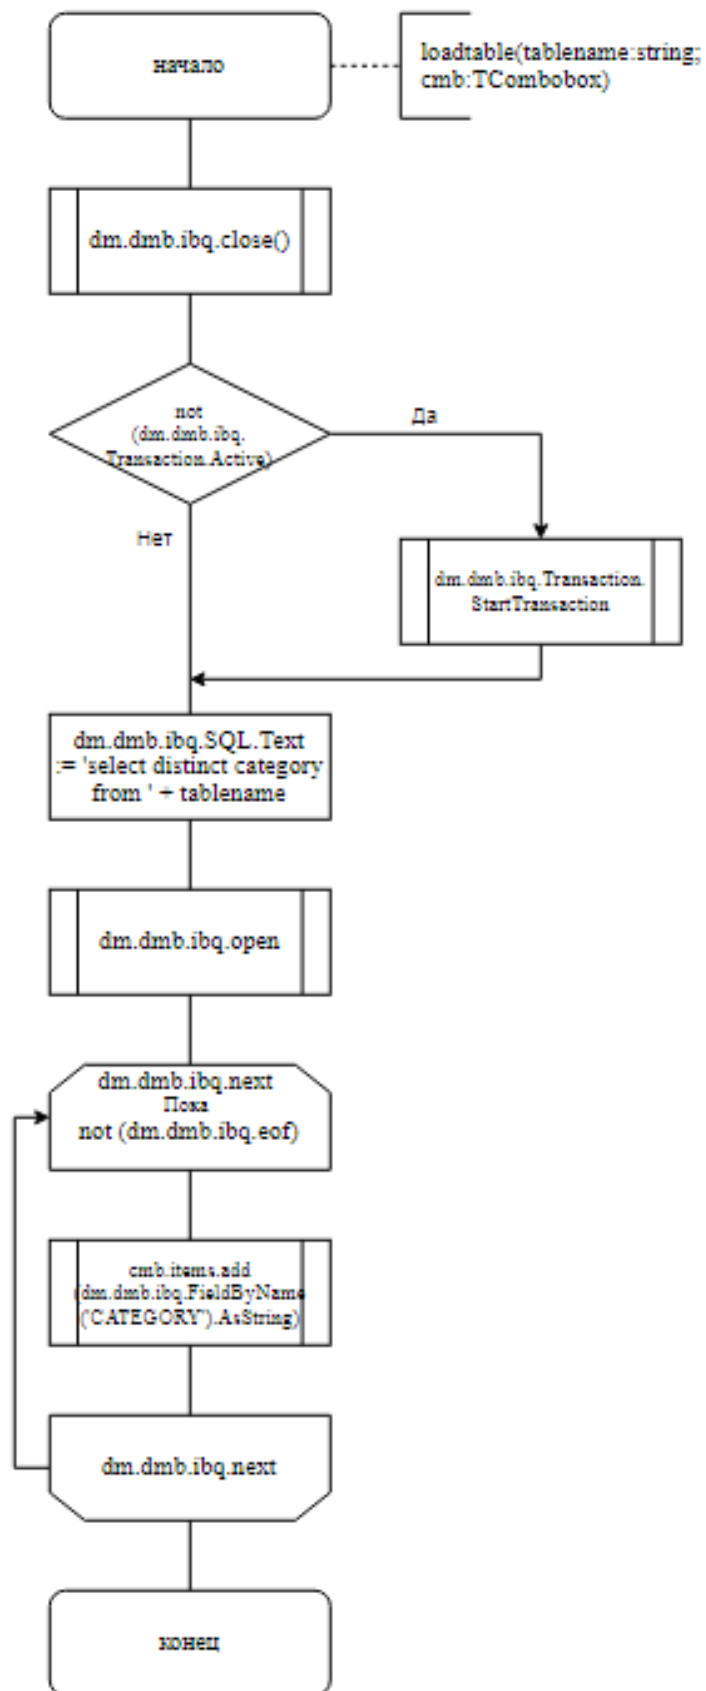 начало
loadtable(tablename:string;
cmb:TCombobox)
dm.dmb.ibq.close()
not
(dm.dmb.ibq.
Transaction.Active)
Да
Нет
dm.dmb.ibq.Transaction.
StartTransaction
dm.dmb.ibq.SQL.Text
:= 'select distinct category
from ' + tablename
dm.dmb.ibq.open
dm.dmb.ibq.next
Пока
not (dm.dmb.ibq.eof)
cmb.items.add
(dm.dmb.ibq.FieldByName
('CATEGORY').AsString)
dm.dmb.ibq.next
конец